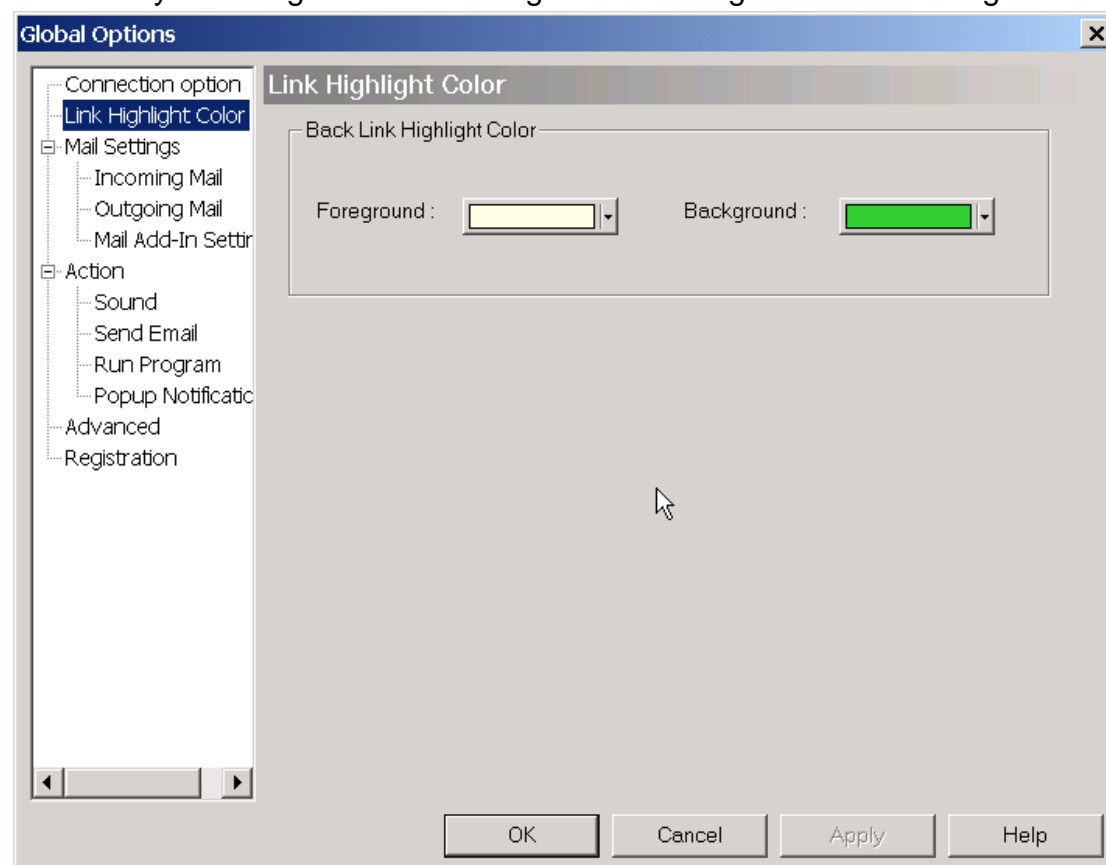 Global Options
Connection option
Link Highlight Color
Mail Settings
Incoming Mail
Outgoing Mail
Mail Add-In Settin
Action
Sound
Send Email
Run Program
Popup Notificatic
Advanced
Registration
Link Highlight Color
Back Link Highlight Color
Foreground : Background :
OK Cancel Apply Help